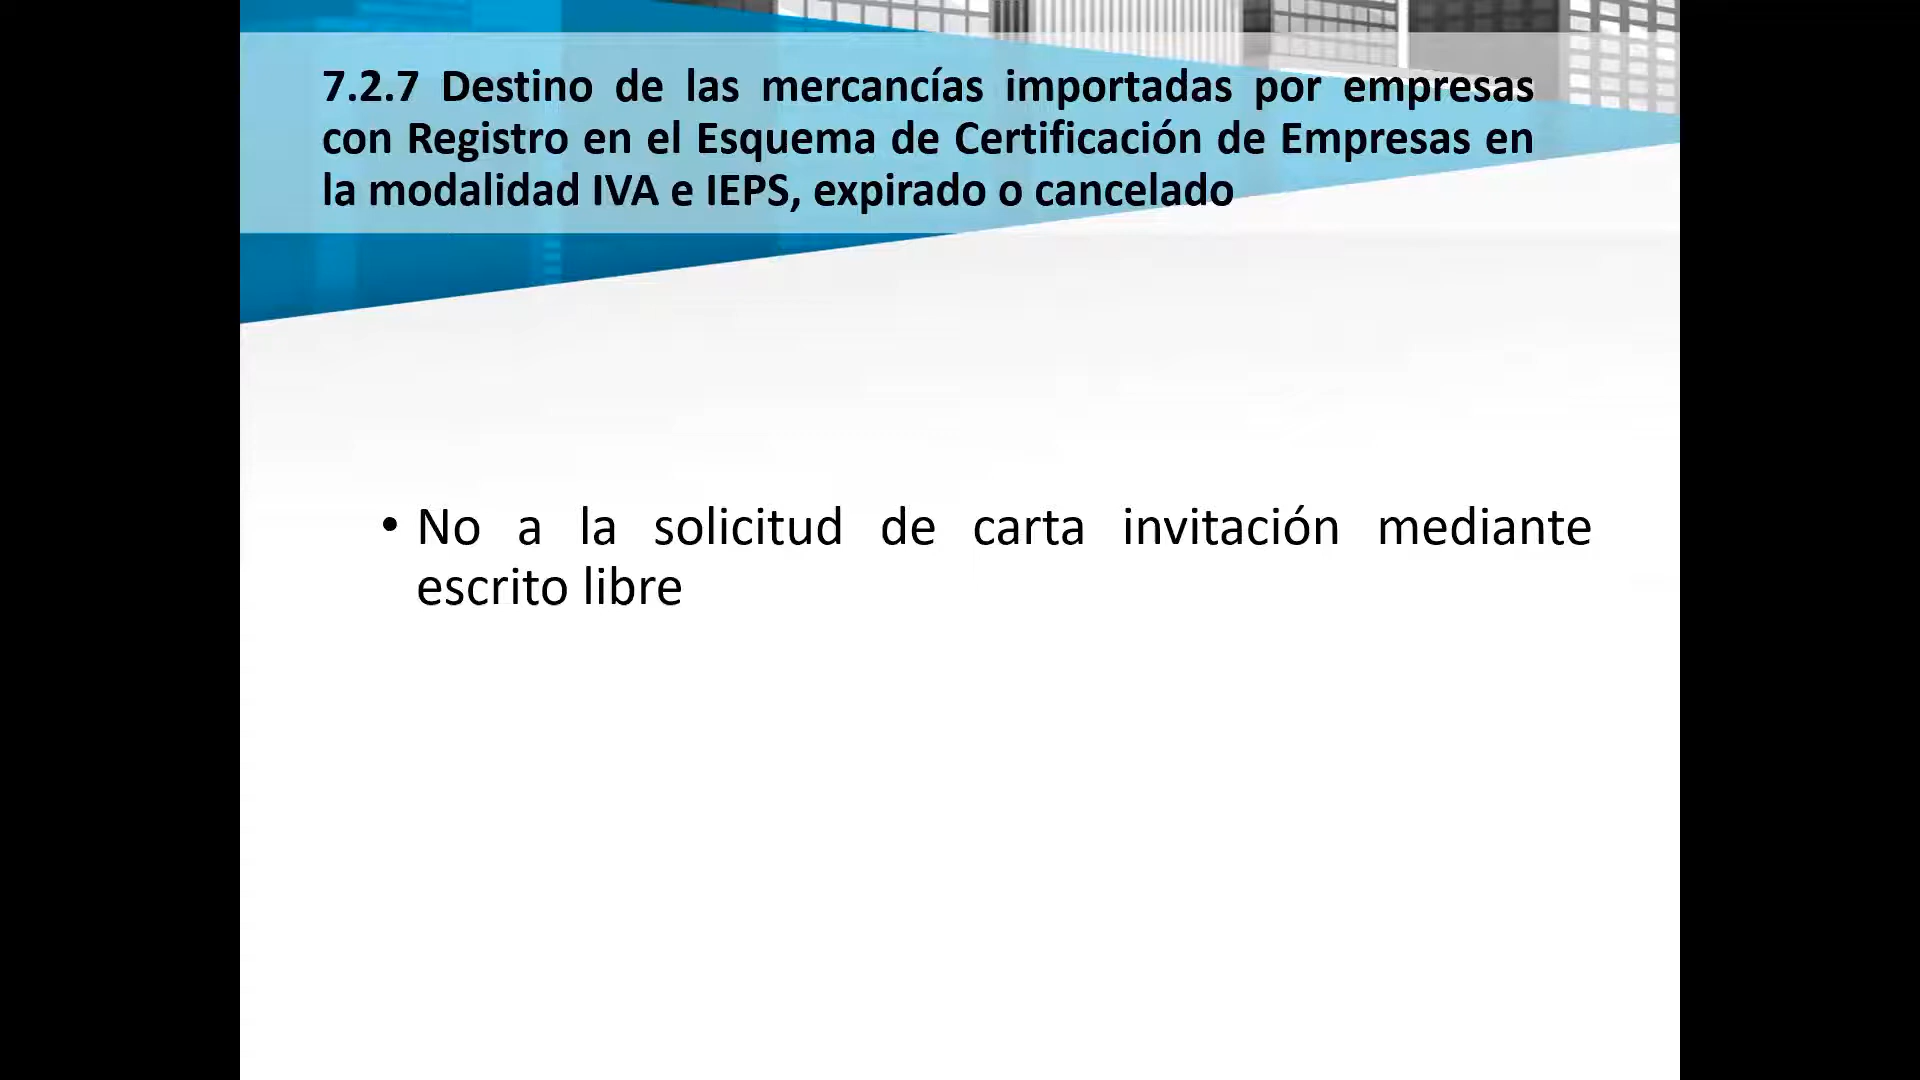 7.2.7 Destino de las mercancías importadas por empresas
con Registro en el Esquema de Certificación de Empresas en
la modalidad IVA e IEPS, expirado o cancelado
• No a la solicitud de carta invitación mediante
escrito libre